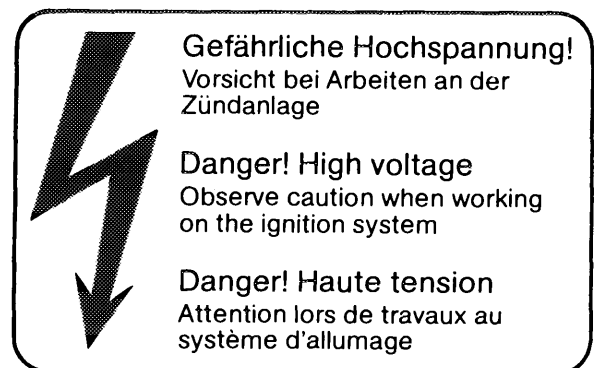 Gefährliche Hochspannung!
Vorsicht bei Arbeiten an der
Zündanlage
Danger! High voltage
Observe caution when working
on the ignition system
Danger! Haute tension
Attention lors de travaux au
système d'allumage